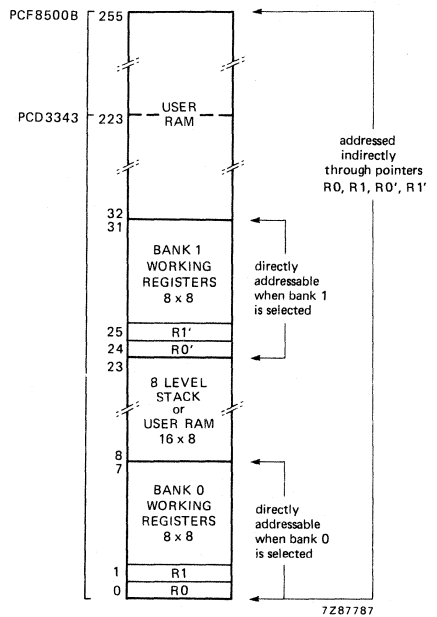 PCF8500B 255
PCD3343 223
USER
RAM
addressed
indirectly
through pointers
R0, R1, R0', R1'
32
31
BANK 1
WORKING
REGISTERS
8 x 8
directly
addressable
when bank 1
is selected
25 R1'
24 R0'
23
8 LEVEL
STACK
or
USER RAM
16 x 8
8
7
BANK 0
WORKING
REGISTERS
8 x 8
directly
addressable
when bank 0
is selected
1 R1
0 R0
7Z87787